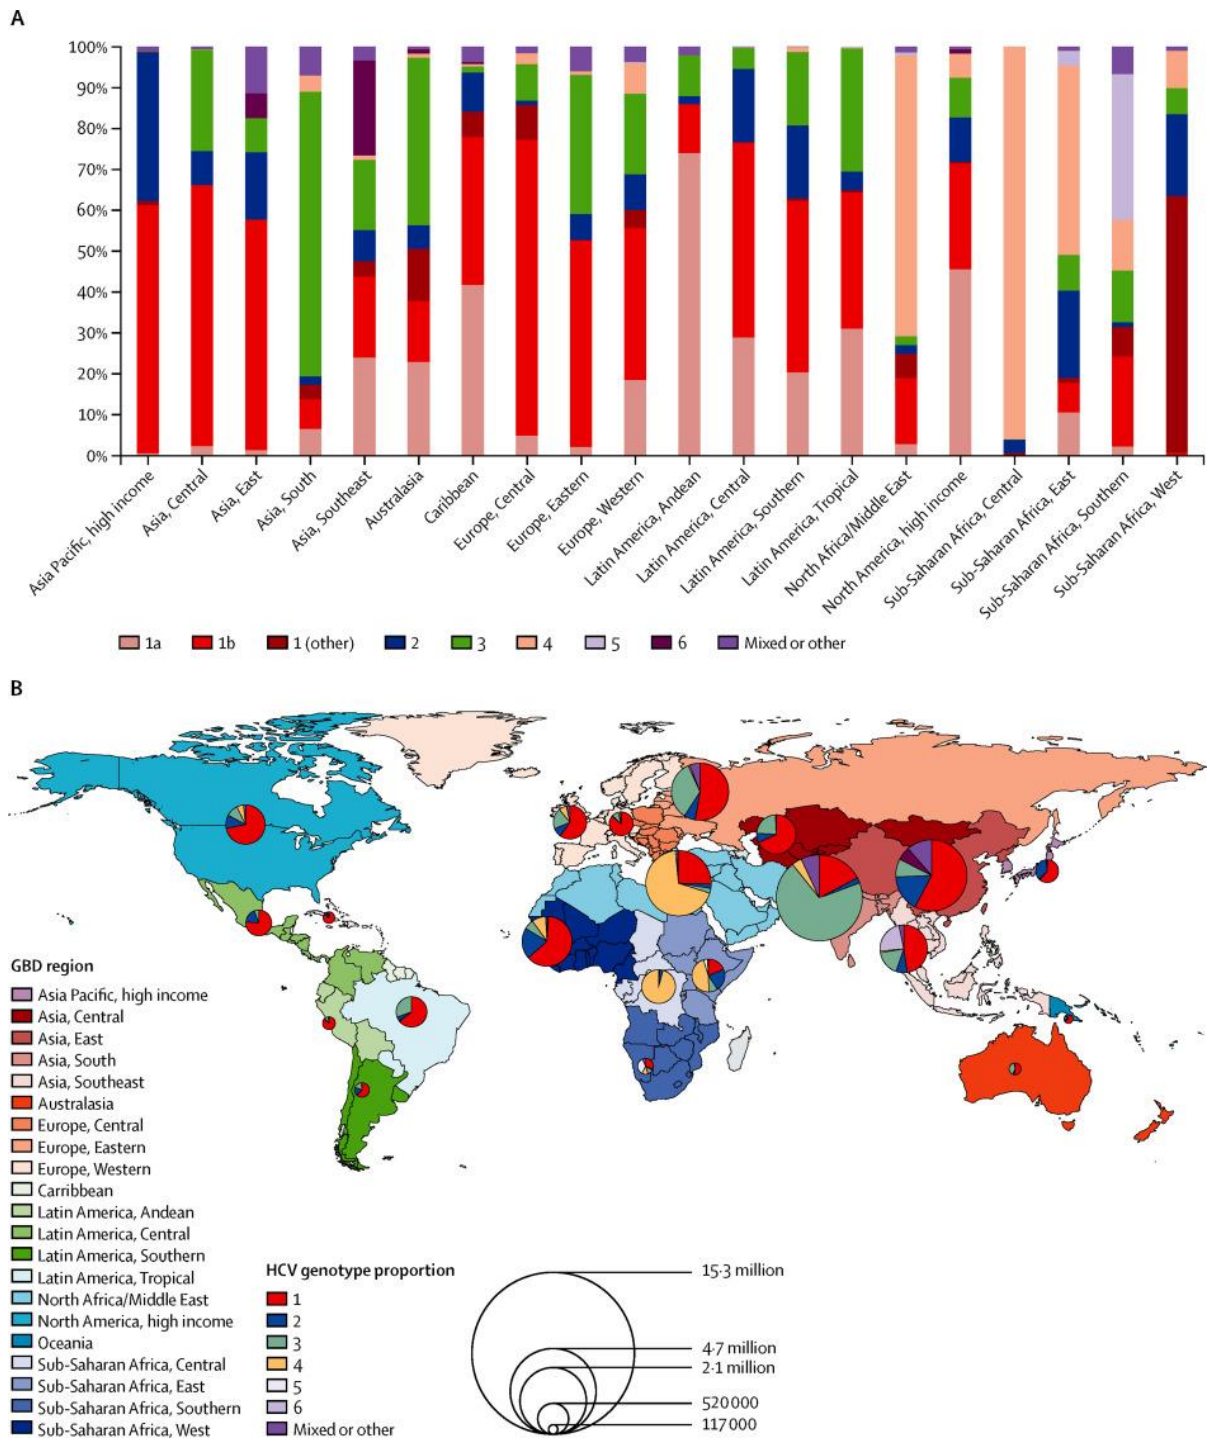 A
100%
90%
80%
70%
60%
50%
40%
30%
20%
10%
0%
Asia Pacific, high income
Asia, Central
Asia, East
Asia, South
Asia, Southeast
Australasia
Caribbean
Europe, Central
Europe, Eastern
Europe, Western
Latin America, Andean
Latin America, Central
Latin America, Southern
Latin America, Tropical
North Africa/Middle East
North America, high income
Sub-Saharan Africa, Central
Sub-Saharan Africa, East
Sub-Saharan Africa, Southern
Sub-Saharan Africa, West
1a 1b 1 (other) 2 3 4 5 6 Mixed or other
B
GBD region
Asia Pacific, high income
Asia, Central
Asia, East
Asia, South
Asia, Southeast
Australasia
Europe, Central
Europe, Eastern
Europe, Western
Carribbean
Latin America, Andean
Latin America, Central
Latin America, Southern
Latin America, Tropical
North Africa/Middle East
North America, high income
Oceania
Sub-Saharan Africa, Central
Sub-Saharan Africa, East
Sub-Saharan Africa, Southern
Sub-Saharan Africa, West
HCV genotype proportion
1
2
3
4
5
6
Mixed or other
15·3 million
4·7 million
2·1 million
520 000
117 000